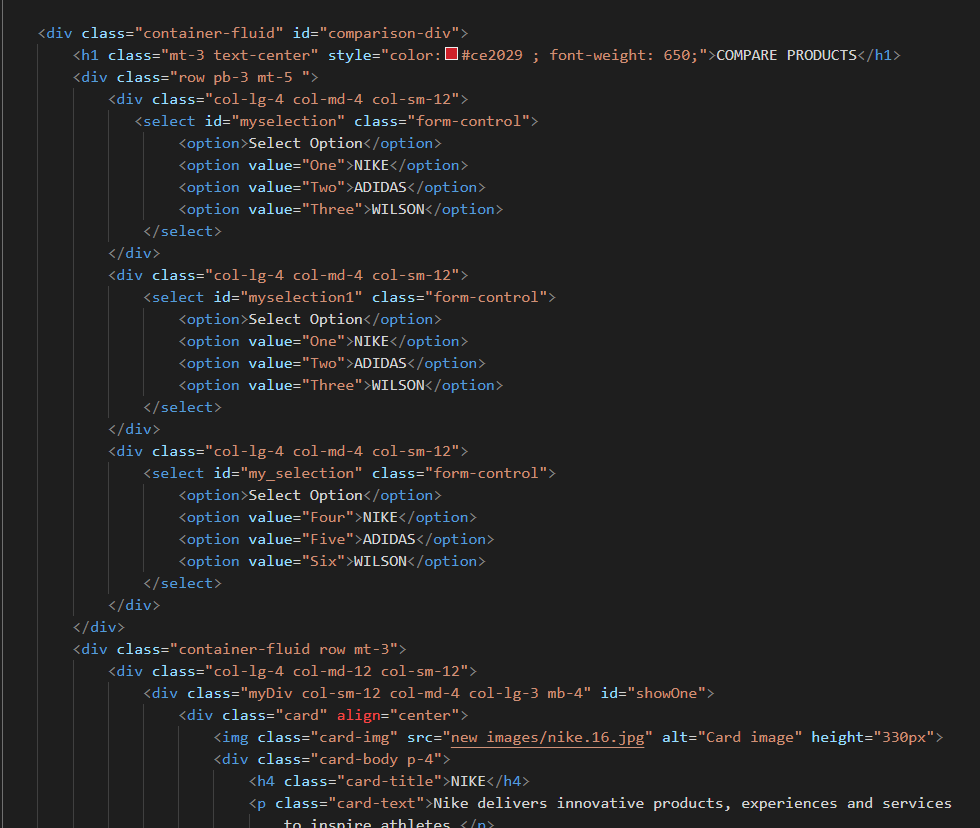 <div class="container-fluid" id="comparison-div">
<h1 class="mt-3 text-center" style="color:#ce2029 ; font-weight: 650;">COMPARE PRODUCTS</h1>
<div class="row pb-3 mt-5 ">
<div class="col-lg-4 col-md-4 col-sm-12">
<select id="myselection" class="form-control">
<option>Select Option</option>
<option value="One">NIKE</option>
<option value="Two">ADIDAS</option>
<option value="Three">WILSON</option>
</select>
</div>
<div class="col-lg-4 col-md-4 col-sm-12">
<select id="myselection1" class="form-control">
<option>Select Option</option>
<option value="One">NIKE</option>
<option value="Two">ADIDAS</option>
<option value="Three">WILSON</option>
</select>
</div>
<div class="col-lg-4 col-md-4 col-sm-12">
<select id="my_selection" class="form-control">
<option>Select Option</option>
<option value="Four">NIKE</option>
<option value="Five">ADIDAS</option>
<option value="Six">WILSON</option>
</select>
</div>
</div>
<div class="container-fluid row mt-3">
<div class="col-lg-4 col-md-12 col-sm-12">
<div class="myDiv col-sm-12 col-md-4 col-lg-3 mb-4" id="showOne">
<div class="card" align="center">
<img class="card-img" src="new images/nike.16.jpg" alt="Card image" height="330px">
<div class="card-body p-4">
<h4 class="card-title">NIKE</h4>
<p class="card-text">Nike delivers innovative products, experiences and services
to inspire athletes.</p>